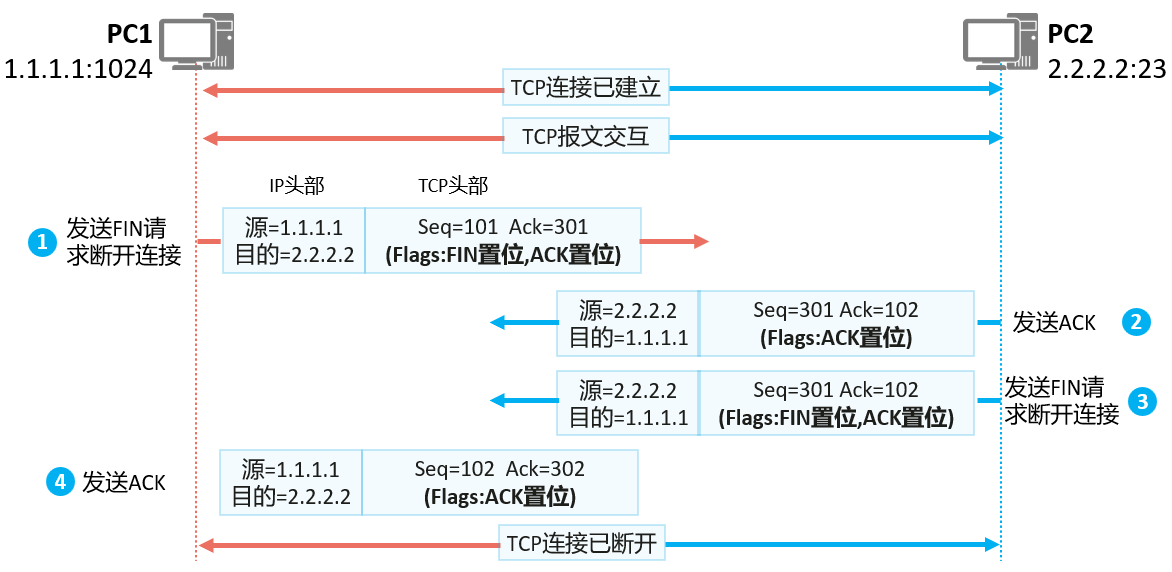 PC1
1.1.1.1:1024
PC2
2.2.2.2:23
TCP连接已建立
TCP报文交互
IP头部
TCP头部
1
发送FIN请
求断开连接
源=1.1.1.1
目的=2.2.2.2
Seq=101 Ack=301
(Flags:FIN置位,ACK置位)
源=2.2.2.2
目的=1.1.1.1
Seq=301 Ack=102
(Flags:ACK置位)
发送ACK
2
源=2.2.2.2
目的=1.1.1.1
Seq=301 Ack=102
(Flags:FIN置位,ACK置位)
发送FIN请
求断开连接
3
4
发送ACK
源=1.1.1.1
目的=2.2.2.2
Seq=102 Ack=302
(Flags:ACK置位)
TCP连接已断开